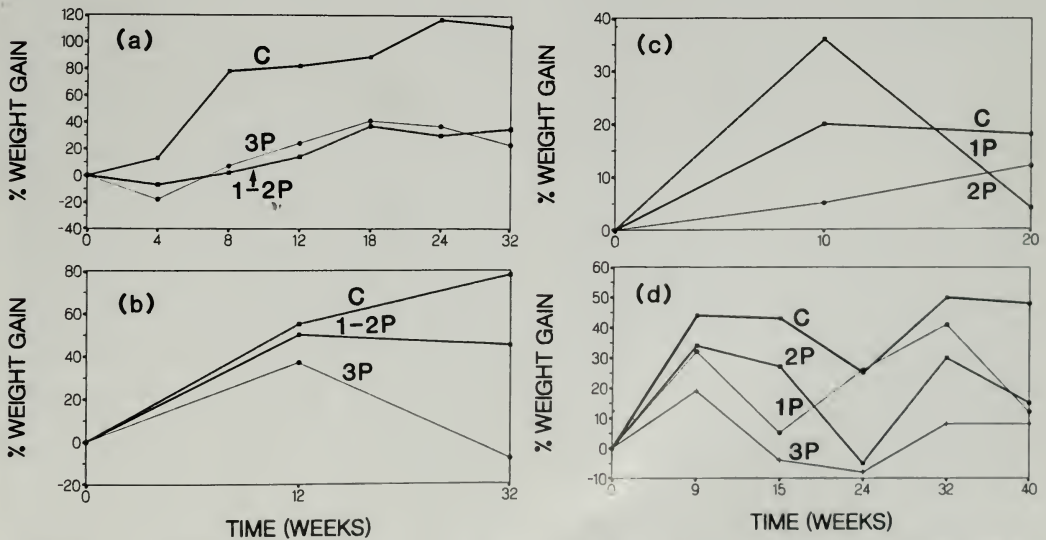 (a)
% WEIGHT GAIN
120
100
80
60
40
20
0
-20
-40
C
3P
1-2P
0 4 8 12 18 24 32
(b)
% WEIGHT GAIN
80
60
40
20
0
-20
C
1-2P
3P
0 12 32
TIME (WEEKS)
(c)
% WEIGHT GAIN
40
30
20
10
0
C
1P
2P
0 10 20
(d)
% WEIGHT GAIN
60
50
40
30
20
10
0
-10
C
2P
1P
3P
0 9 15 24 32 40
TIME (WEEKS)